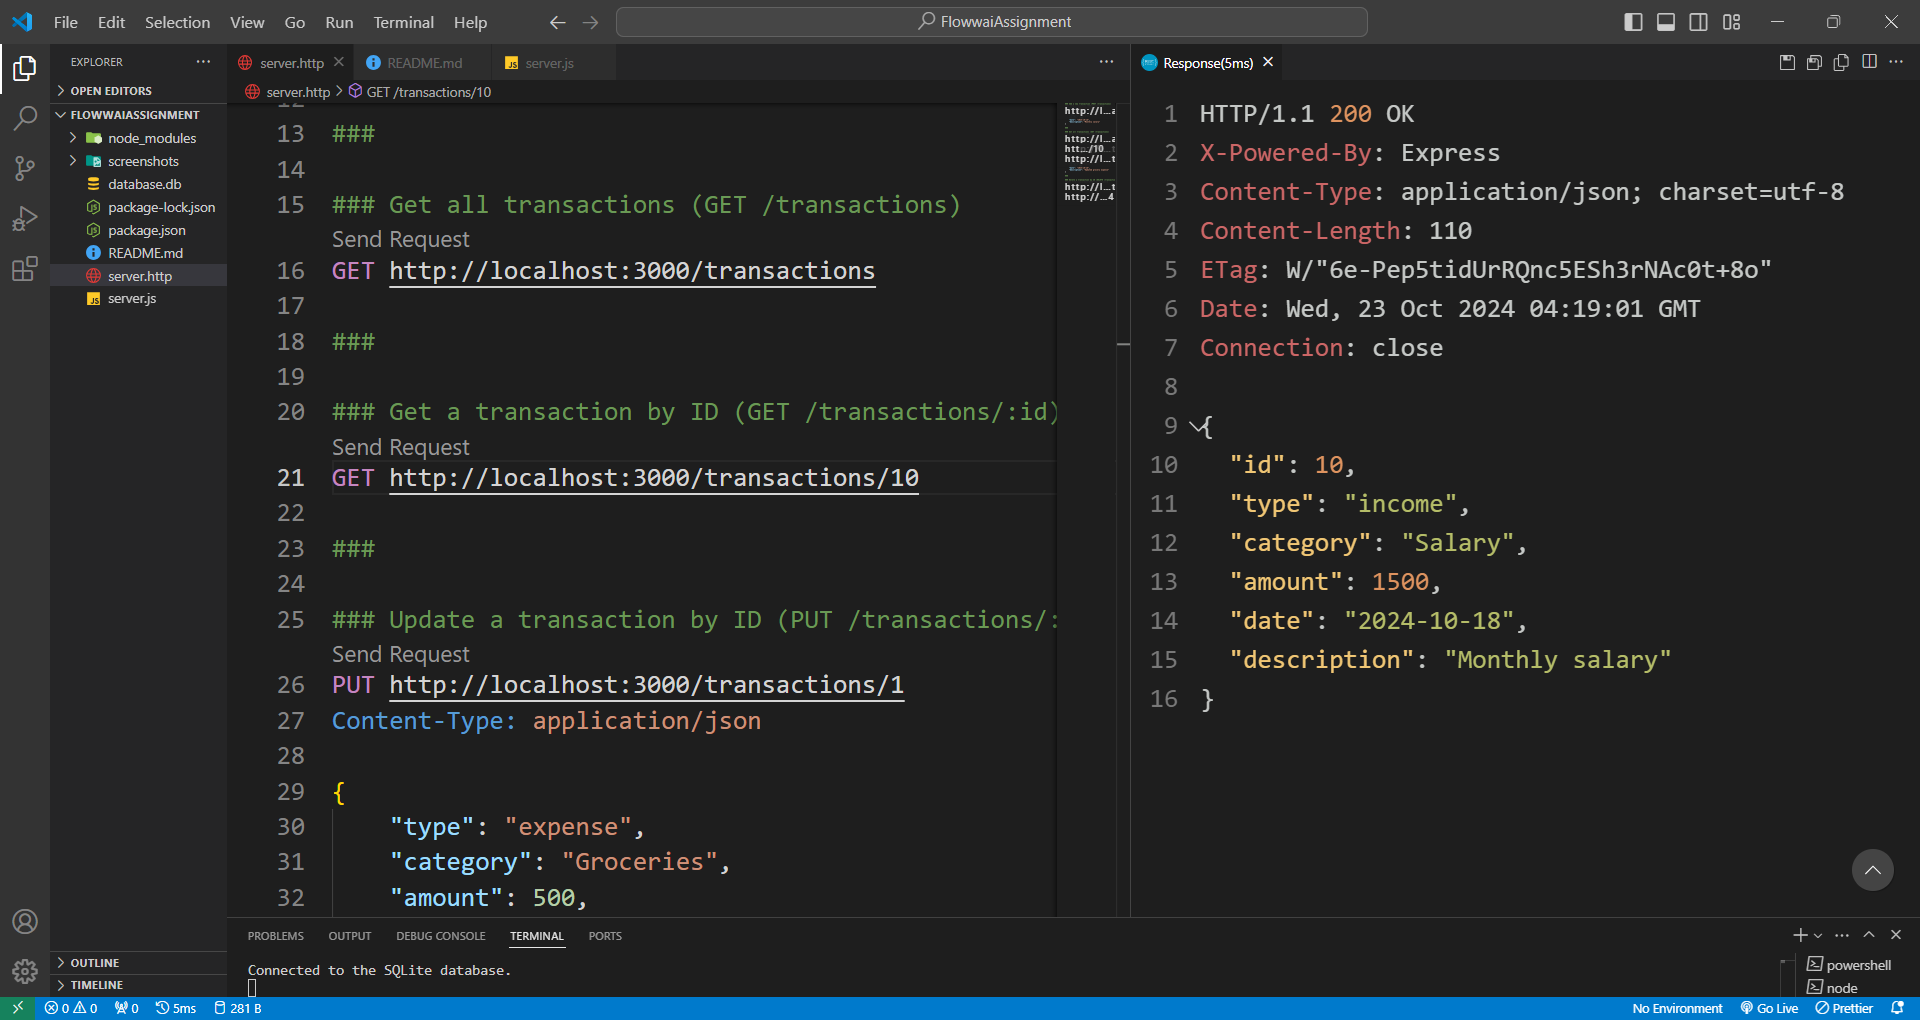 File Edit Selection View Go Run Terminal Help
FlowwaiAssignment
EXPLORER
OPEN EDITORS
FLOWWAIASSIGNMENT
node_modules
screenshots
database.db
package-lock.json
package.json
README.md
server.http
server.js
OUTLINE
TIMELINE
server.http README.md server.js
server.http > GET /transactions/10
12
13 ###
14
15 ### Get all transactions (GET /transactions)
Send Request
16 GET http://localhost:3000/transactions
17
18 ###
19
20 ### Get a transaction by ID (GET /transactions/:id)
Send Request
21 GET http://localhost:3000/transactions/10
22
23 ###
24
25 ### Update a transaction by ID (PUT /transactions/:
Send Request
26 PUT http://localhost:3000/transactions/1
27 Content-Type: application/json
28
29 {
30 "type": "expense",
31 "category": "Groceries",
32 "amount": 500,
Response(5ms)
1 HTTP/1.1 200 OK
2 X-Powered-By: Express
3 Content-Type: application/json; charset=utf-8
4 Content-Length: 110
5 ETag: W/"6e-Pep5tidUrRQnc5ESh3rNAc0t+8o"
6 Date: Wed, 23 Oct 2024 04:19:01 GMT
7 Connection: close
8
9 {
10 "id": 10,
11 "type": "income",
12 "category": "Salary",
13 "amount": 1500,
14 "date": "2024-10-18",
15 "description": "Monthly salary"
16 }
PROBLEMS OUTPUT DEBUG CONSOLE TERMINAL PORTS
Connected to the SQLite database.
powershell
node
0 0 0 5ms 281 B
No Environment Go Live Prettier